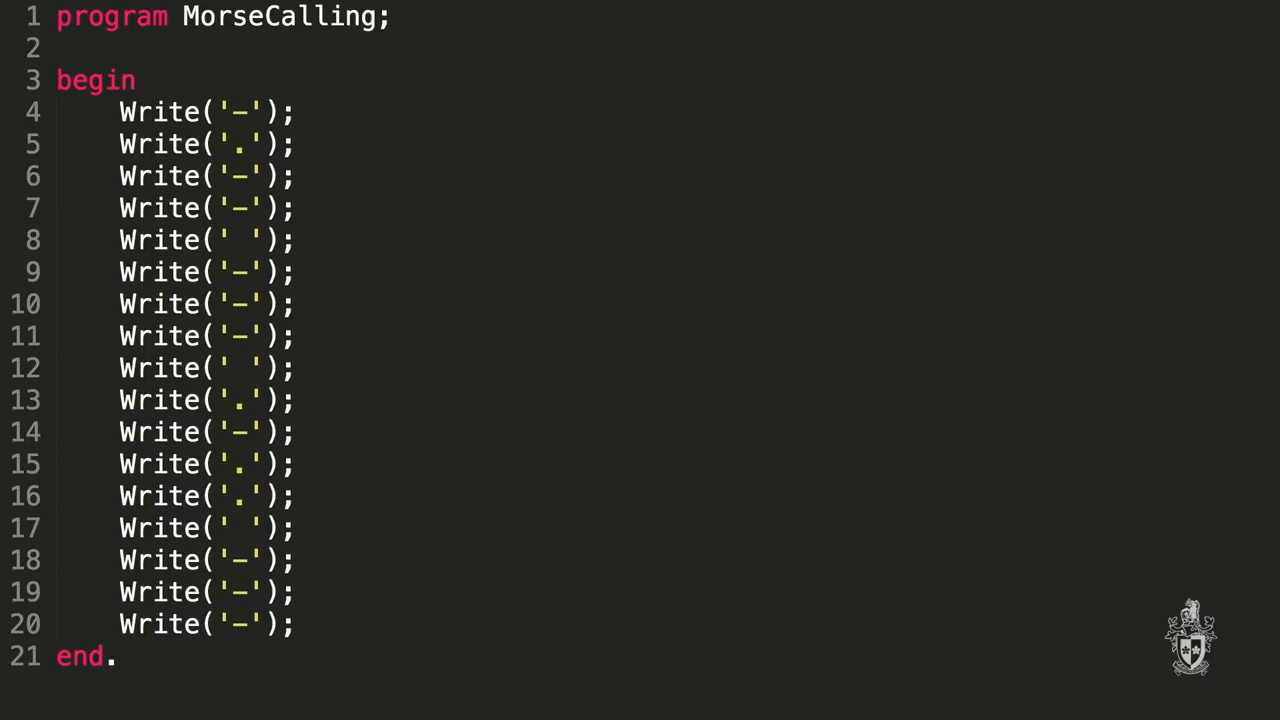 1 program MorseCalling;
2
3 begin
4 Write('-');
5 Write('.');
6 Write('-');
7 Write('-');
8 Write(' ');
9 Write('-');
10 Write('-');
11 Write('-');
12 Write(' ');
13 Write('.');
14 Write('-');
15 Write('.');
16 Write('.');
17 Write(' ');
18 Write('-');
19 Write('-');
20 Write('-');
21 end.